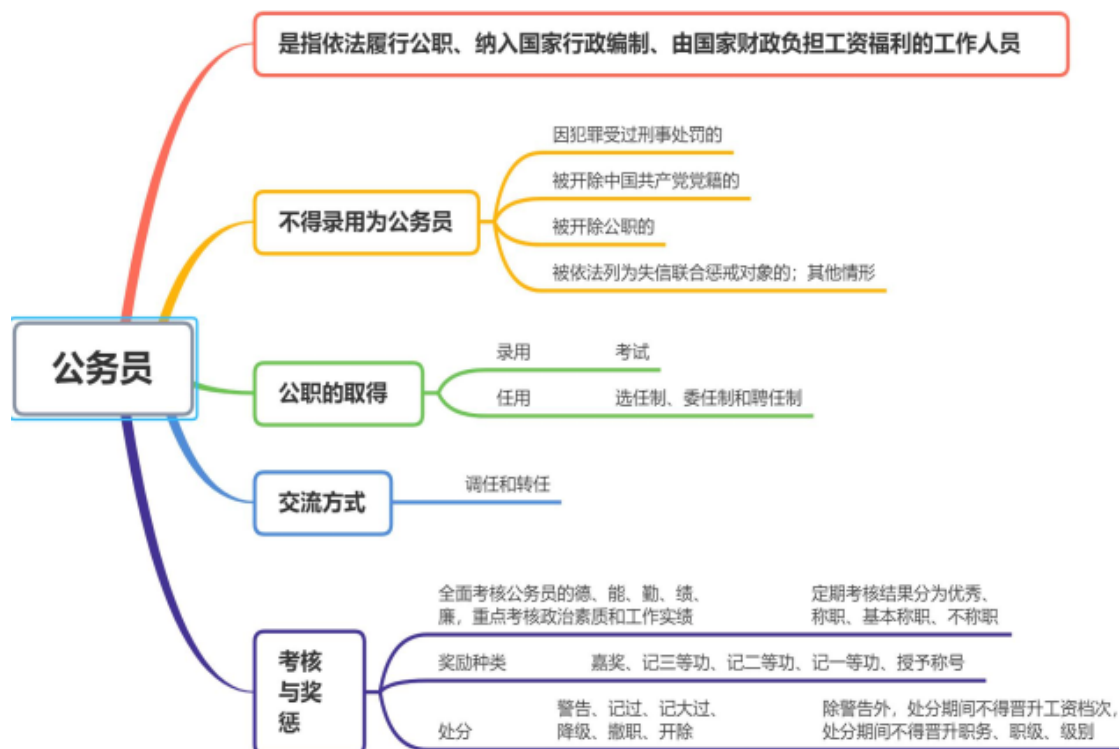 是指依法履行公职、纳入国家行政编制、由国家财政负担工资福利的工作人员
因犯罪受过刑事处罚的
被开除中国共产党党籍的
不得录用为公务员
被开除公职的
被依法列为失信联合惩戒对象的；其他情形
公务员
录用
考试
公职的取得
任用
选任制、委任制和聘任制
交流方式
调任和转任
全面考核公务员的德、能、勤、绩、
廉，重点考核政治素质和工作实绩
定期考核结果分为优秀、
称职、基本称职、不称职
考核
与奖
惩
奖励种类
嘉奖、记三等功、记二等功、记一等功、授予称号
处分
警告、记过、记大过、
降级、撤职、开除
除警告外，处分期间不得晋升工资档次，
处分期间不得晋升职务、职级、级别